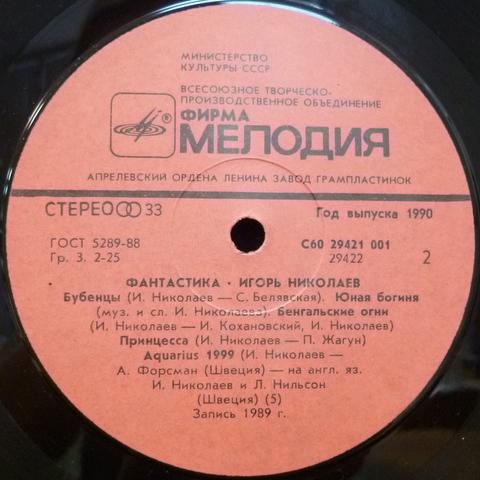 МИНИСТЕРСТВО
КУЛЬТУРЫ СССР
ВСЕСОЮЗНОЕ ТВОРЧЕСКО-
ПРОИЗВОДСТВЕННОЕ ОБЪЕДИНЕНИЕ
ФИРМА
МЕЛОДИЯ
АПРЕЛЕВСКИЙ ОРДЕНА ЛЕНИНА ЗАВОД ГРАМПЛАСТИНОК
СТЕРЕО 33
Год выпуска 1990
ГОСТ 5289-88
С60 29421 001
Гр. 3. 2-25
29422
2
ФАНТАСТИКА · ИГОРЬ НИКОЛАЕВ
Бубенцы (И. Николаев — С. Белявская). Юная богиня
(муз. и сл. И. Николаева). Бенгальские огни
(И. Николаев — И. Кохановский, И. Николаев)
Принцесса (И. Николаев — П. Жагун)
Aquarius 1999 (И. Николаев —
А. Форсман (Швеция) — на англ. яз.
И. Николаев и Л. Нильсон
(Швеция) (5)
Запись 1989 г.